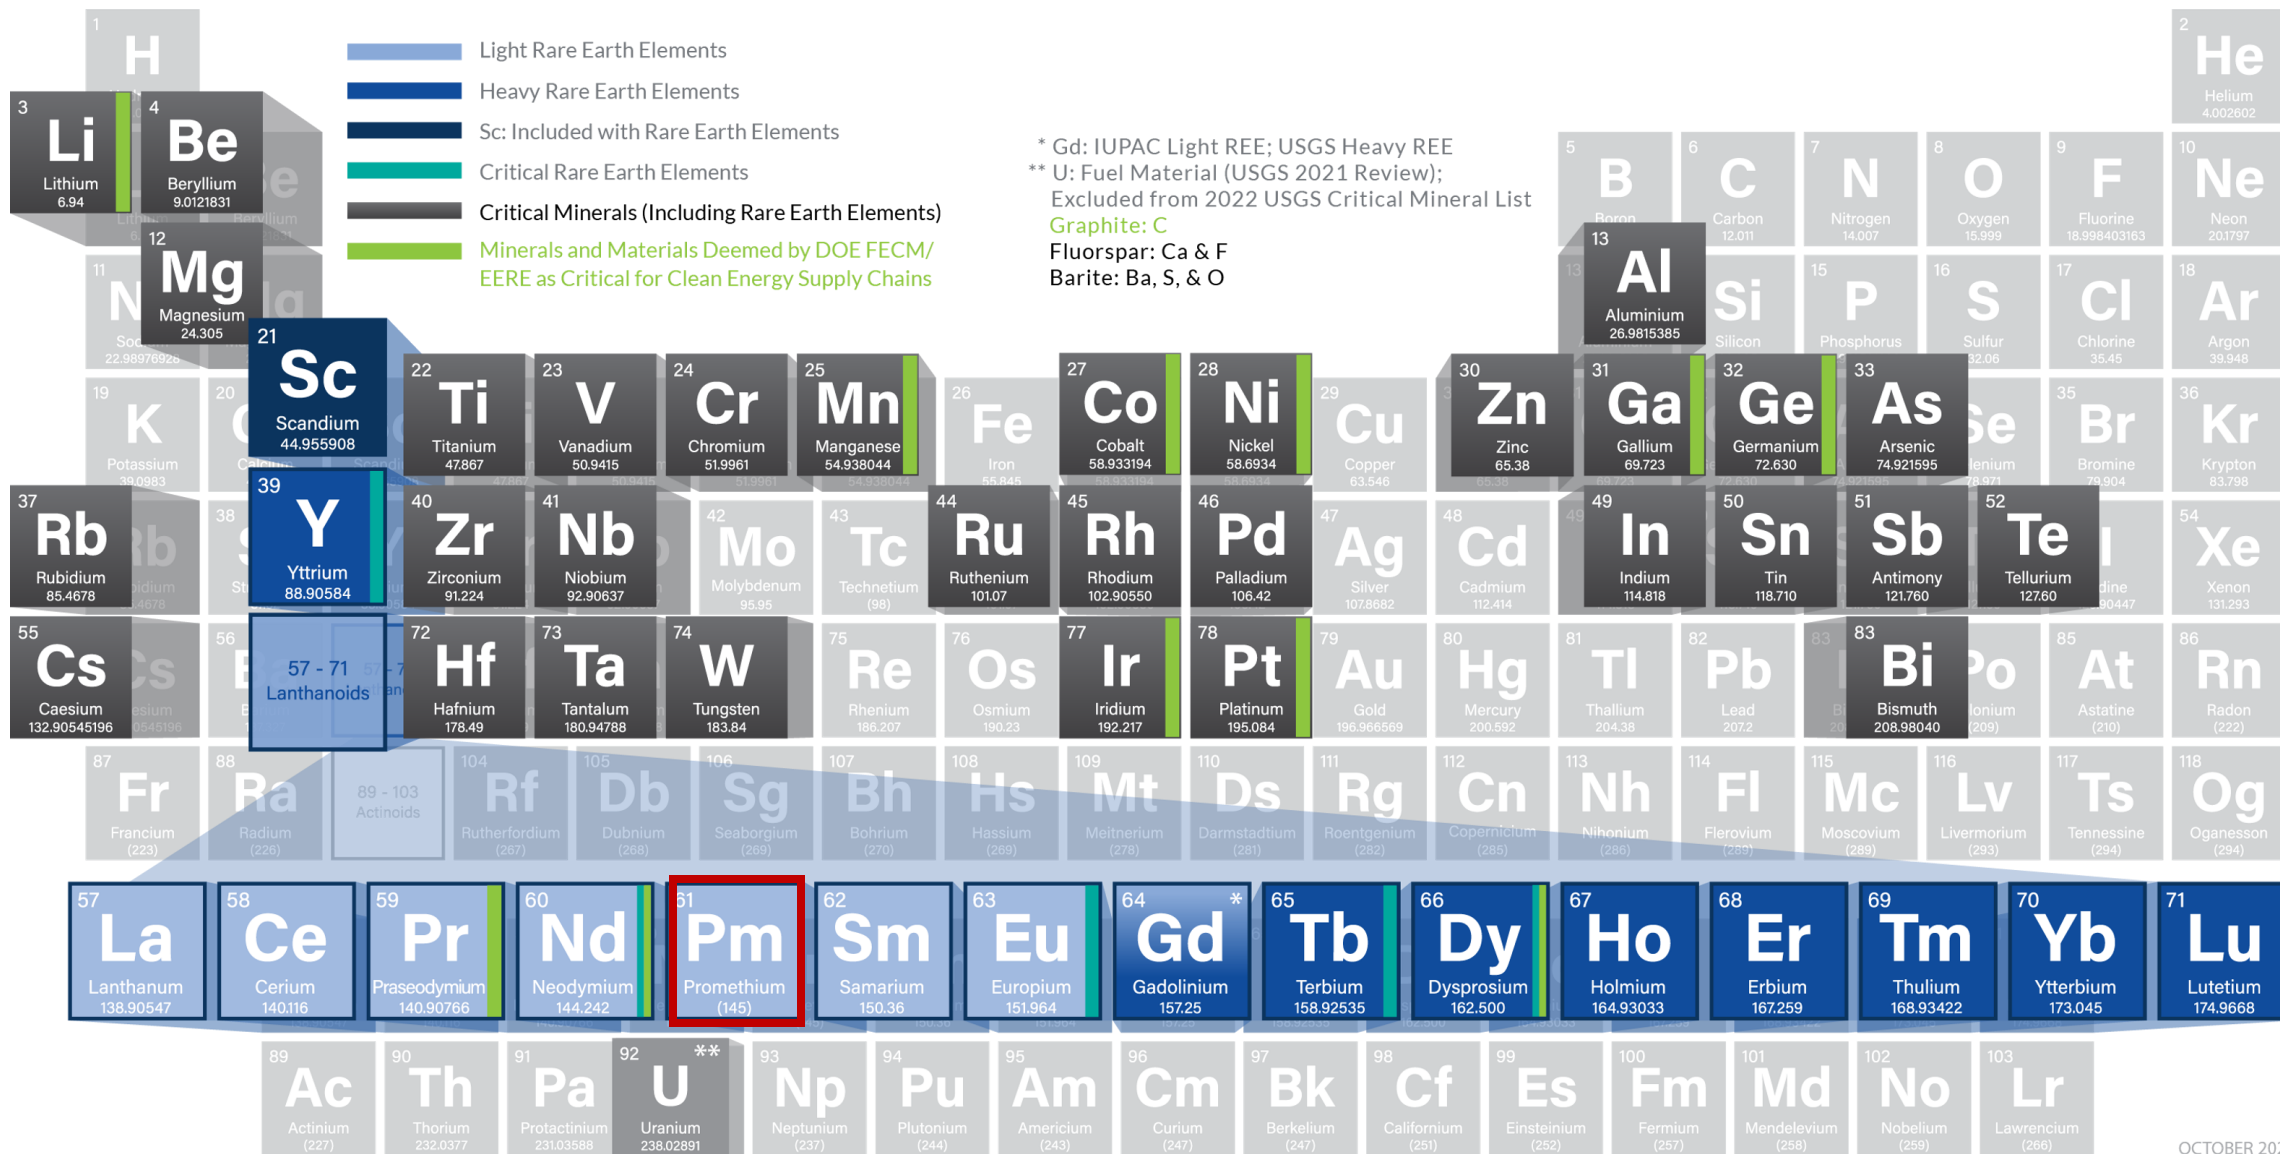 Light Rare Earth Elements
Heavy Rare Earth Elements
Sc: Included with Rare Earth Elements
Critical Rare Earth Elements
Critical Minerals (Including Rare Earth Elements)
Minerals and Materials Deemed by DOE FECM/
EERE as Critical for Clean Energy Supply Chains
* Gd: IUPAC Light REE; USGS Heavy REE
** U: Fuel Material (USGS 2021 Review);
Excluded from 2022 USGS Critical Mineral List
Graphite: C
Fluorspar: Ca & F
Barite: Ba, S, & O
1
H
2
He
Helium
4.002602
3
Li
Lithium
6.94
4
Be
Beryllium
9.0121831
5
B
Boron
6
C
Carbon
12.011
7
N
Nitrogen
14.007
8
O
Oxygen
15.999
9
F
Fluorine
18.998403163
10
Ne
Neon
20.1797
11
N
22.98976928
12
Mg
Magnesium
24.305
13
Al
Aluminium
26.9815385
Si
Silicon
15
P
Phosphorus
16
S
Sulfur
32.06
17
Cl
Chlorine
35.45
18
Ar
Argon
39.948
19
K
Potassium
39.0983
20
21
Sc
Scandium
44.955908
22
Ti
Titanium
47.867
23
V
Vanadium
50.9415
24
Cr
Chromium
51.9961
25
Mn
Manganese
54.938044
26
Fe
Iron
55.845
27
Co
Cobalt
58.933194
28
Ni
Nickel
58.6934
29
Cu
Copper
63.546
30
Zn
Zinc
65.38
31
Ga
Gallium
69.723
32
Ge
Germanium
72.630
33
As
Arsenic
74.921595
Se
78.971
35
Br
Bromine
79.904
36
Kr
Krypton
83.798
37
Rb
Rubidium
85.4678
38
39
Y
Yttrium
88.90584
40
Zr
Zirconium
91.224
41
Nb
Niobium
92.90637
42
Mo
Molybdenum
95.95
43
Tc
Technetium
(98)
44
Ru
Ruthenium
101.07
45
Rh
Rhodium
102.90550
46
Pd
Palladium
106.42
47
Ag
Silver
107.8682
48
Cd
Cadmium
112.414
49
In
Indium
114.818
50
Sn
Tin
118.710
51
Sb
Antimony
121.760
52
Te
Tellurium
127.60
I
54
Xe
Xenon
131.293
55
Cs
Caesium
132.90545196
56
57 - 71
Lanthanoids
72
Hf
Hafnium
178.49
73
Ta
Tantalum
180.94788
74
W
Tungsten
183.84
75
Re
Rhenium
186.207
76
Os
Osmium
190.23
77
Ir
Iridium
192.217
78
Pt
Platinum
195.084
79
Au
Gold
196.966569
80
Hg
Mercury
200.592
81
Tl
Thallium
204.38
82
Pb
Lead
207.2
83
Bi
Bismuth
208.98040
Po
(209)
85
At
Astatine
(210)
86
Rn
Radon
(222)
87
Fr
Francium
(223)
88
Ra
Radium
(226)
89 - 103
Actinoids
104
Rf
Rutherfordium
(267)
105
Db
Dubnium
(268)
106
Sg
Seaborgium
(269)
107
Bh
Bohrium
(270)
108
Hs
Hassium
(269)
109
Mt
Meitnerium
(278)
110
Ds
Darmstadtium
(281)
111
Rg
Roentgenium
(282)
112
Cn
Copernicium
(285)
113
Nh
Nihonium
(286)
114
Fl
Flerovium
(289)
115
Mc
Moscovium
(289)
116
Lv
Livermorium
(293)
117
Ts
Tennessine
(294)
118
Og
Oganesson
(294)
57
La
Lanthanum
138.90547
58
Ce
Cerium
140.116
59
Pr
Praseodymium
140.90766
60
Nd
Neodymium
144.242
61
Pm
Promethium
(145)
62
Sm
Samarium
150.36
63
Eu
Europium
151.964
64 *
Gd
Gadolinium
157.25
65
Tb
Terbium
158.92535
66
Dy
Dysprosium
162.500
67
Ho
Holmium
164.93033
68
Er
Erbium
167.259
69
Tm
Thulium
168.93422
70
Yb
Ytterbium
173.045
71
Lu
Lutetium
174.9668
89
Ac
Actinium
(227)
90
Th
Thorium
232.0377
91
Pa
Protactinium
231.03588
92 **
U
Uranium
238.02891
93
Np
Neptunium
(237)
94
Pu
Plutonium
(244)
95
Am
Americium
(243)
96
Cm
Curium
(247)
97
Bk
Berkelium
(247)
98
Cf
Californium
(251)
99
Es
Einsteinium
(252)
100
Fm
Fermium
(257)
101
Md
Mendelevium
(258)
102
No
Nobelium
(259)
103
Lr
Lawrencium
(266)
OCTOBER